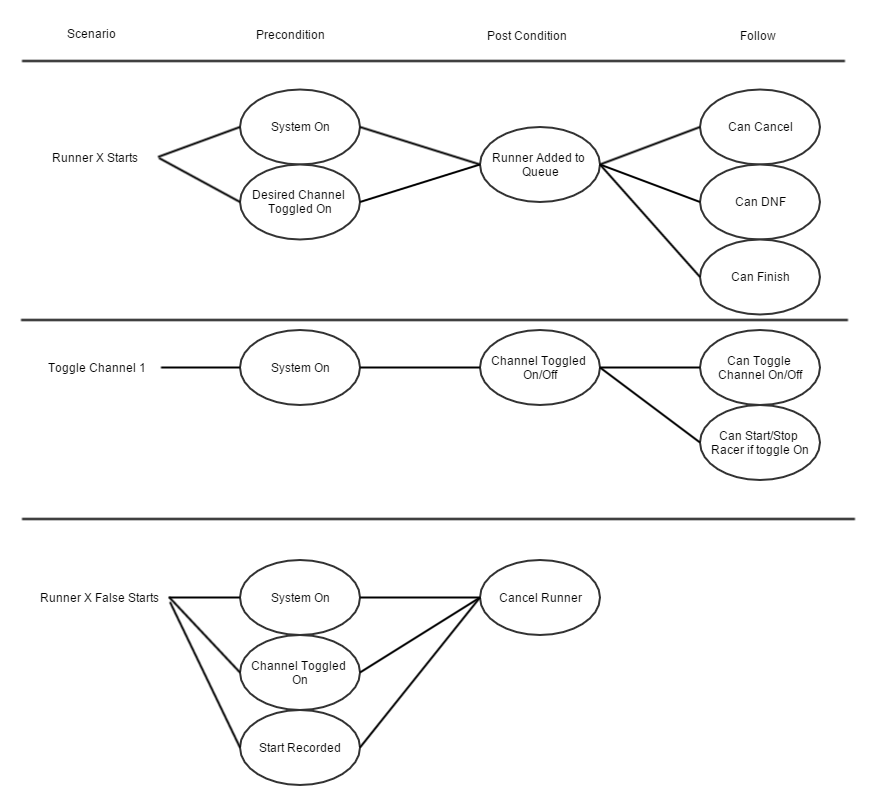 Scenario
Precondition
Post Condition
Follow
Runner X Starts
System On
Desired Channel
Toggled On
Runner Added to
Queue
Can Cancel
Can DNF
Can Finish
Toggle Channel 1
System On
Channel Toggled
On/Off
Can Toggle
Channel On/Off
Can Start/Stop
Racer if toggle On
Runner X False Starts
System On
Channel Toggled
On
Start Recorded
Cancel Runner